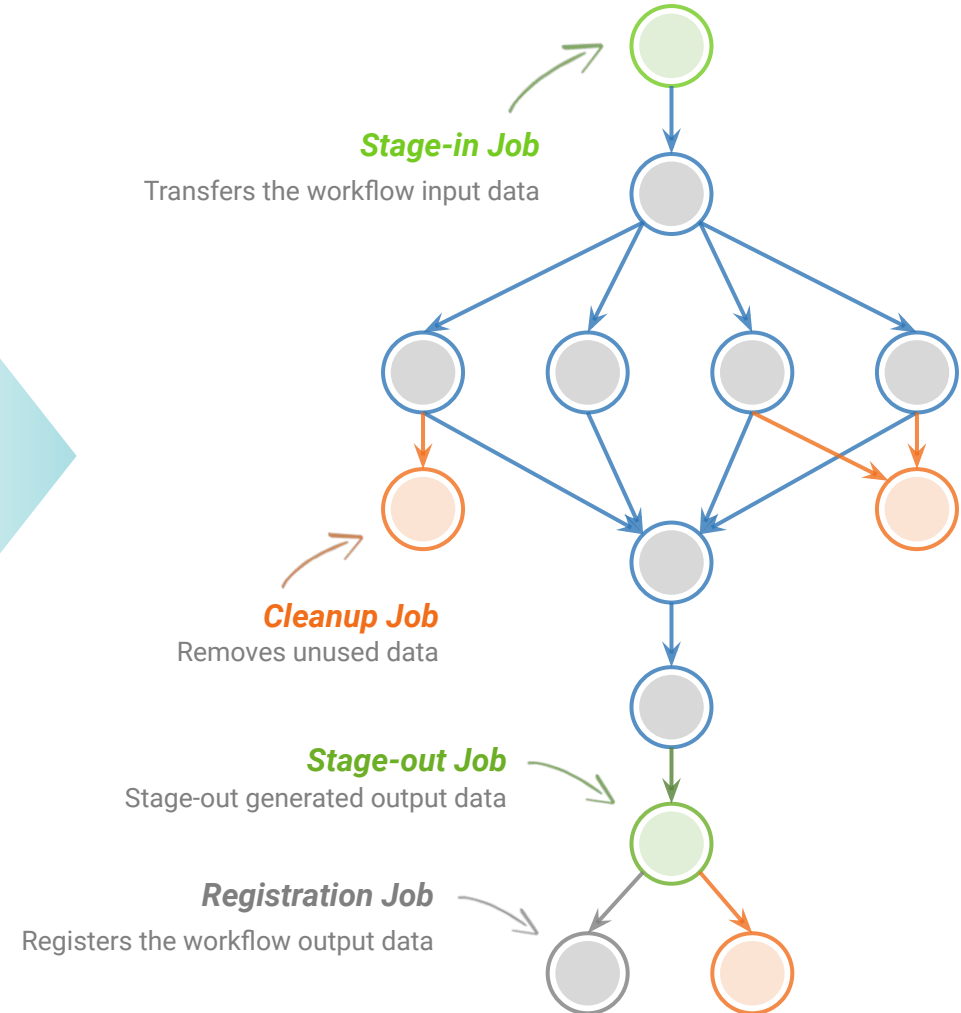 Stage-in Job
Transfers the workflow input data
Cleanup Job
Removes unused data
Stage-out Job
Stage-out generated output data
Registration Job
Registers the workflow output data